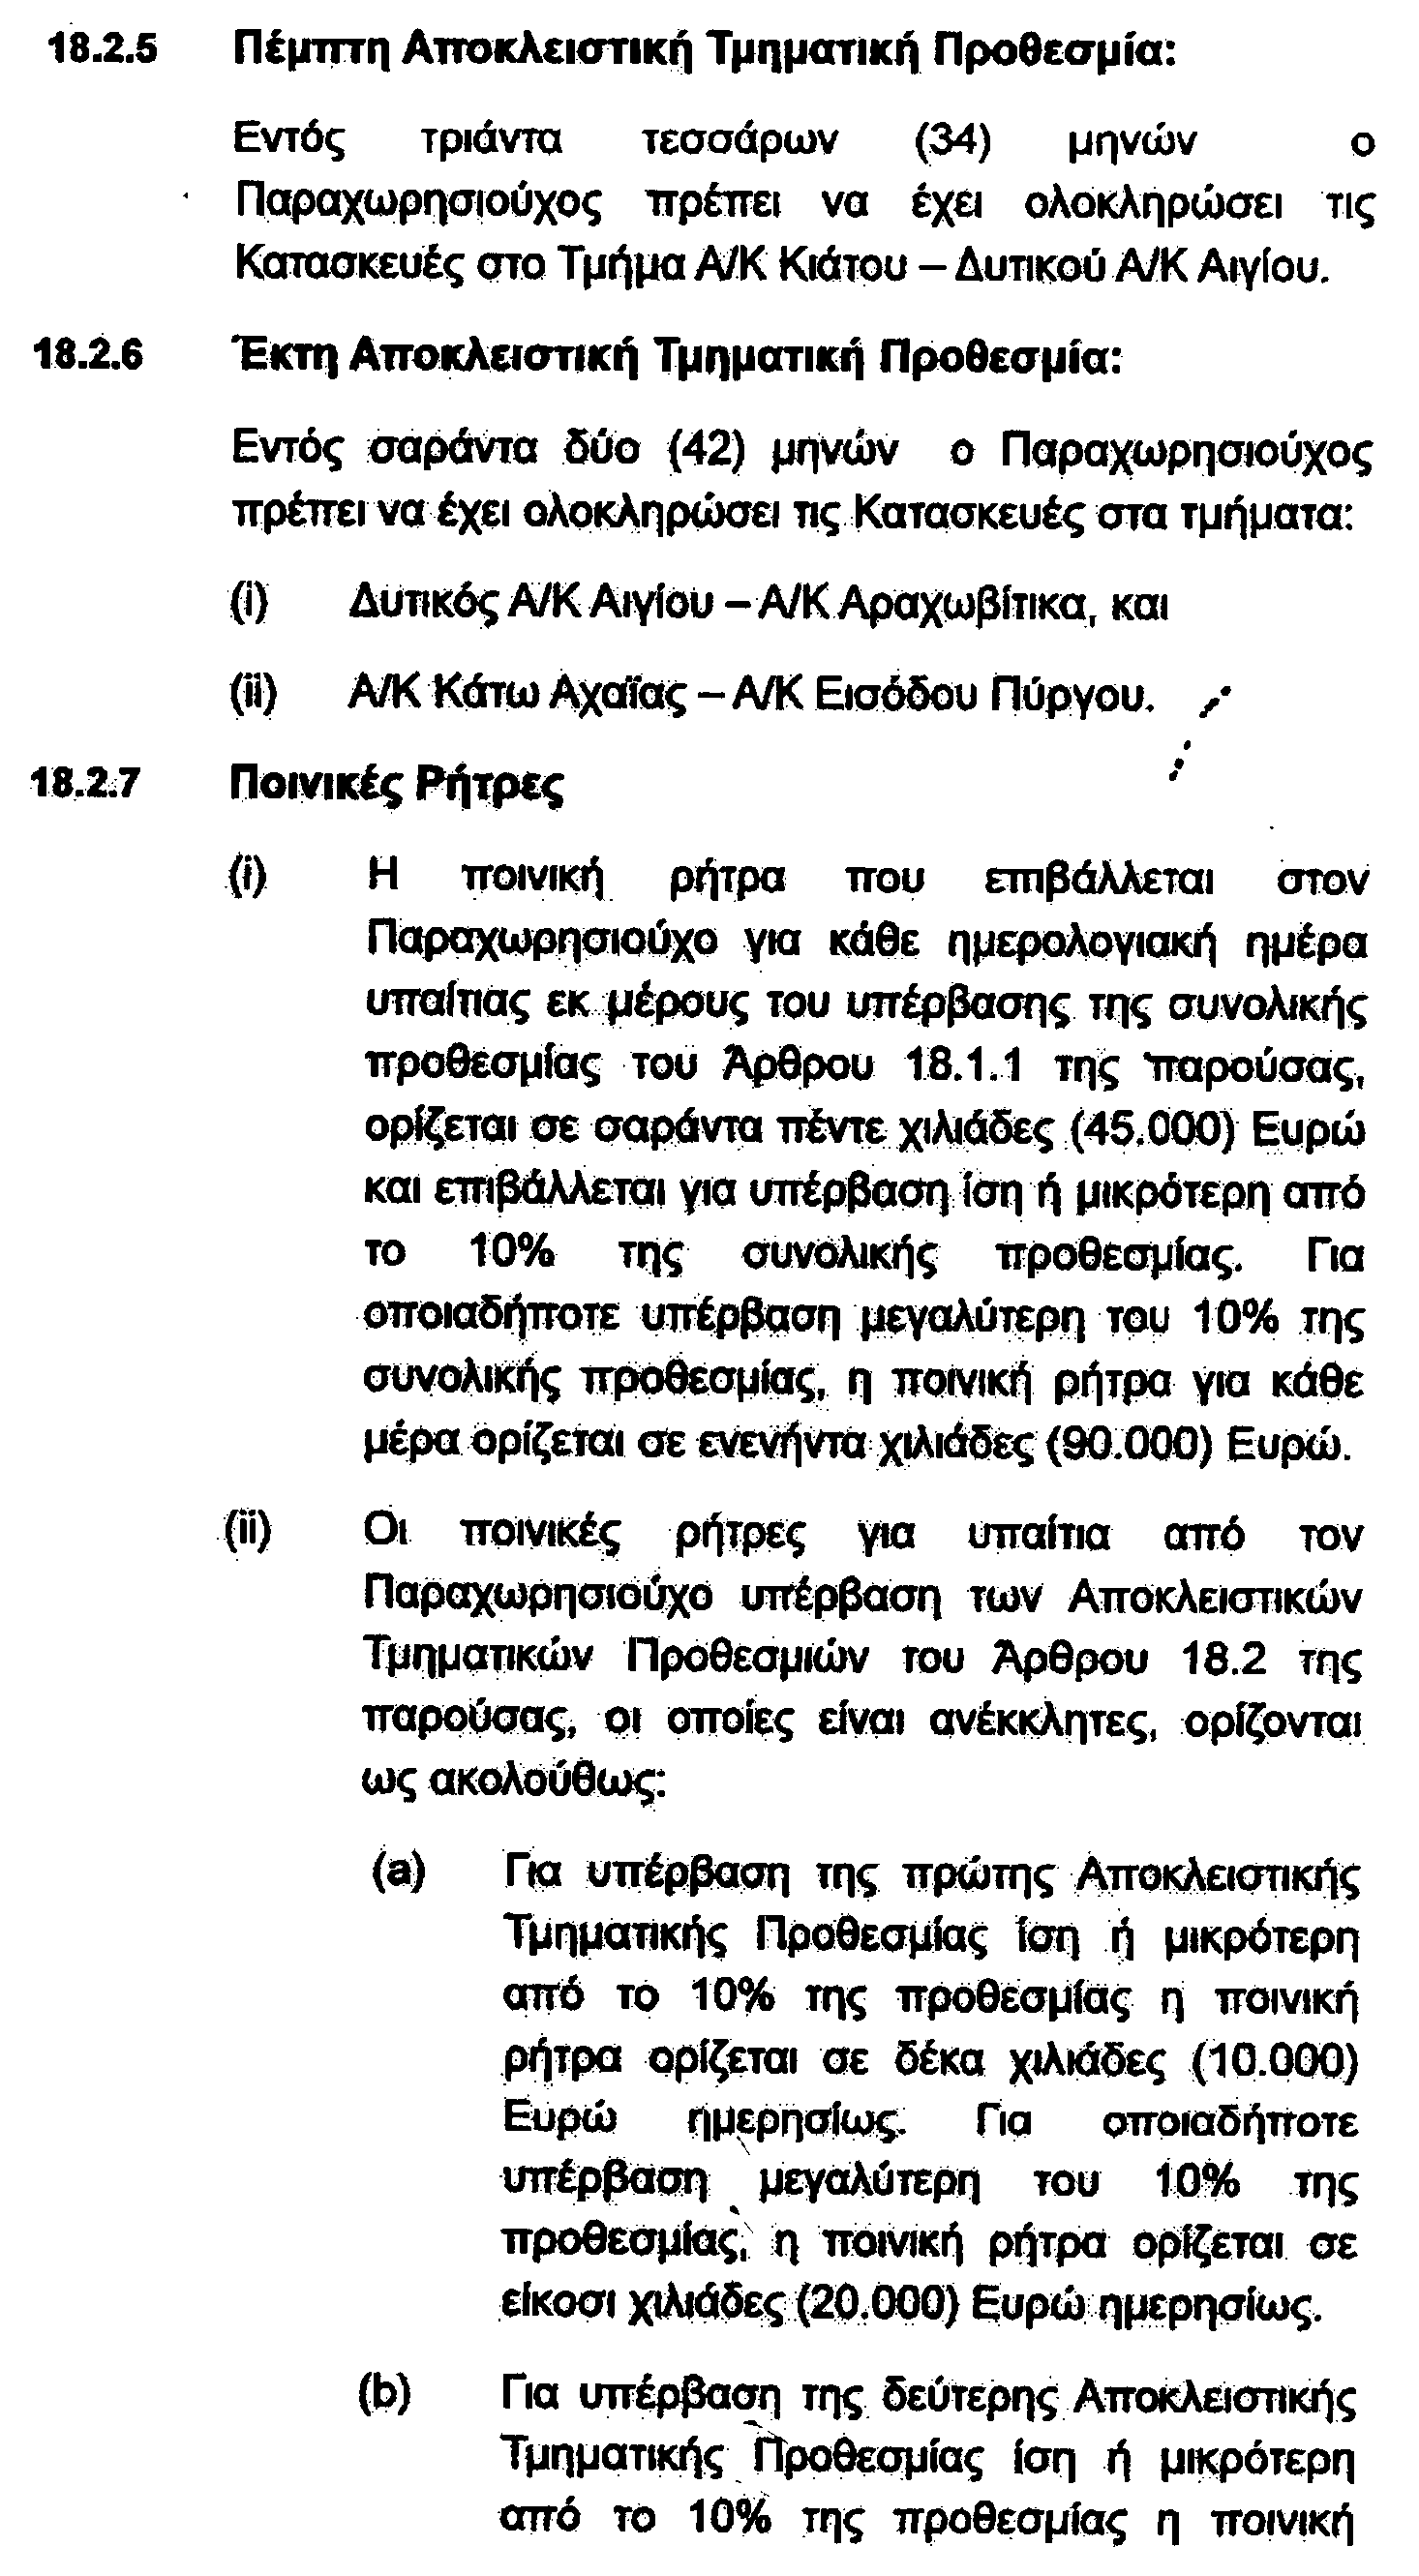 18.2.5 Πέμπτη Αποκλειστική Τμηματική Προθεσμία:
Εντός τριάντα τεσσάρων (34) μηνών ο
Παραχωρησιούχος πρέπει να έχει ολοκληρώσει τις
Κατασκευές στο Τμήμα Α/Κ Κιάτου – Δυτικού Α/Κ Αιγίου.
18.2.6 Έκτη Αποκλειστική Τμηματική Προθεσμία:
Εντός σαράντα δύο (42) μηνών ο Παραχωρησιούχος
πρέπει να έχει ολοκληρώσει τις Κατασκευές στα τμήματα:
(i) Δυτικός Α/Κ Αιγίου – Α/Κ Αραχωβίτικα, και
(ii) Α/Κ Κάτω Αχαΐας – Α/Κ Εισόδου Πύργου.
18.2.7 Ποινικές Ρήτρες
(i) Η ποινική ρήτρα που επιβάλλεται στον
Παραχωρησιούχο για κάθε ημερολογιακή ημέρα
υπαίτιας εκ μέρους του υπέρβασης της συνολικής
προθεσμίας του Άρθρου 18.1.1 της παρούσας,
ορίζεται σε σαράντα πέντε χιλιάδες (45.000) Ευρώ
και επιβάλλεται για υπέρβαση ίση ή μικρότερη από
το 10% της συνολικής προθεσμίας. Για
οποιαδήποτε υπέρβαση μεγαλύτερη του 10% της
συνολικής προθεσμίας, η ποινική ρήτρα για κάθε
μέρα ορίζεται σε ενενήντα χιλιάδες (90.000) Ευρώ.
(ii) Οι ποινικές ρήτρες για υπαίτια από τον
Παραχωρησιούχο υπέρβαση των Αποκλειστικών
Τμηματικών Προθεσμιών του Άρθρου 18.2 της
παρούσας, οι οποίες είναι ανέκκλητες, ορίζονται
ως ακολούθως:
(a) Για υπέρβαση της πρώτης Αποκλειστικής
Τμηματικής Προθεσμίας ίση ή μικρότερη
από το 10% της προθεσμίας η ποινική
ρήτρα ορίζεται σε δέκα χιλιάδες (10.000)
Ευρώ ημερησίως. Για οποιαδήποτε
υπέρβαση μεγαλύτερη του 10% της
προθεσμίας, η ποινική ρήτρα ορίζεται σε
είκοσι χιλιάδες (20.000) Ευρώ ημερησίως.
(b) Για υπέρβαση της δεύτερης Αποκλειστικής
Τμηματικής Προθεσμίας ίση ή μικρότερη
από το 10% της προθεσμίας η ποινική